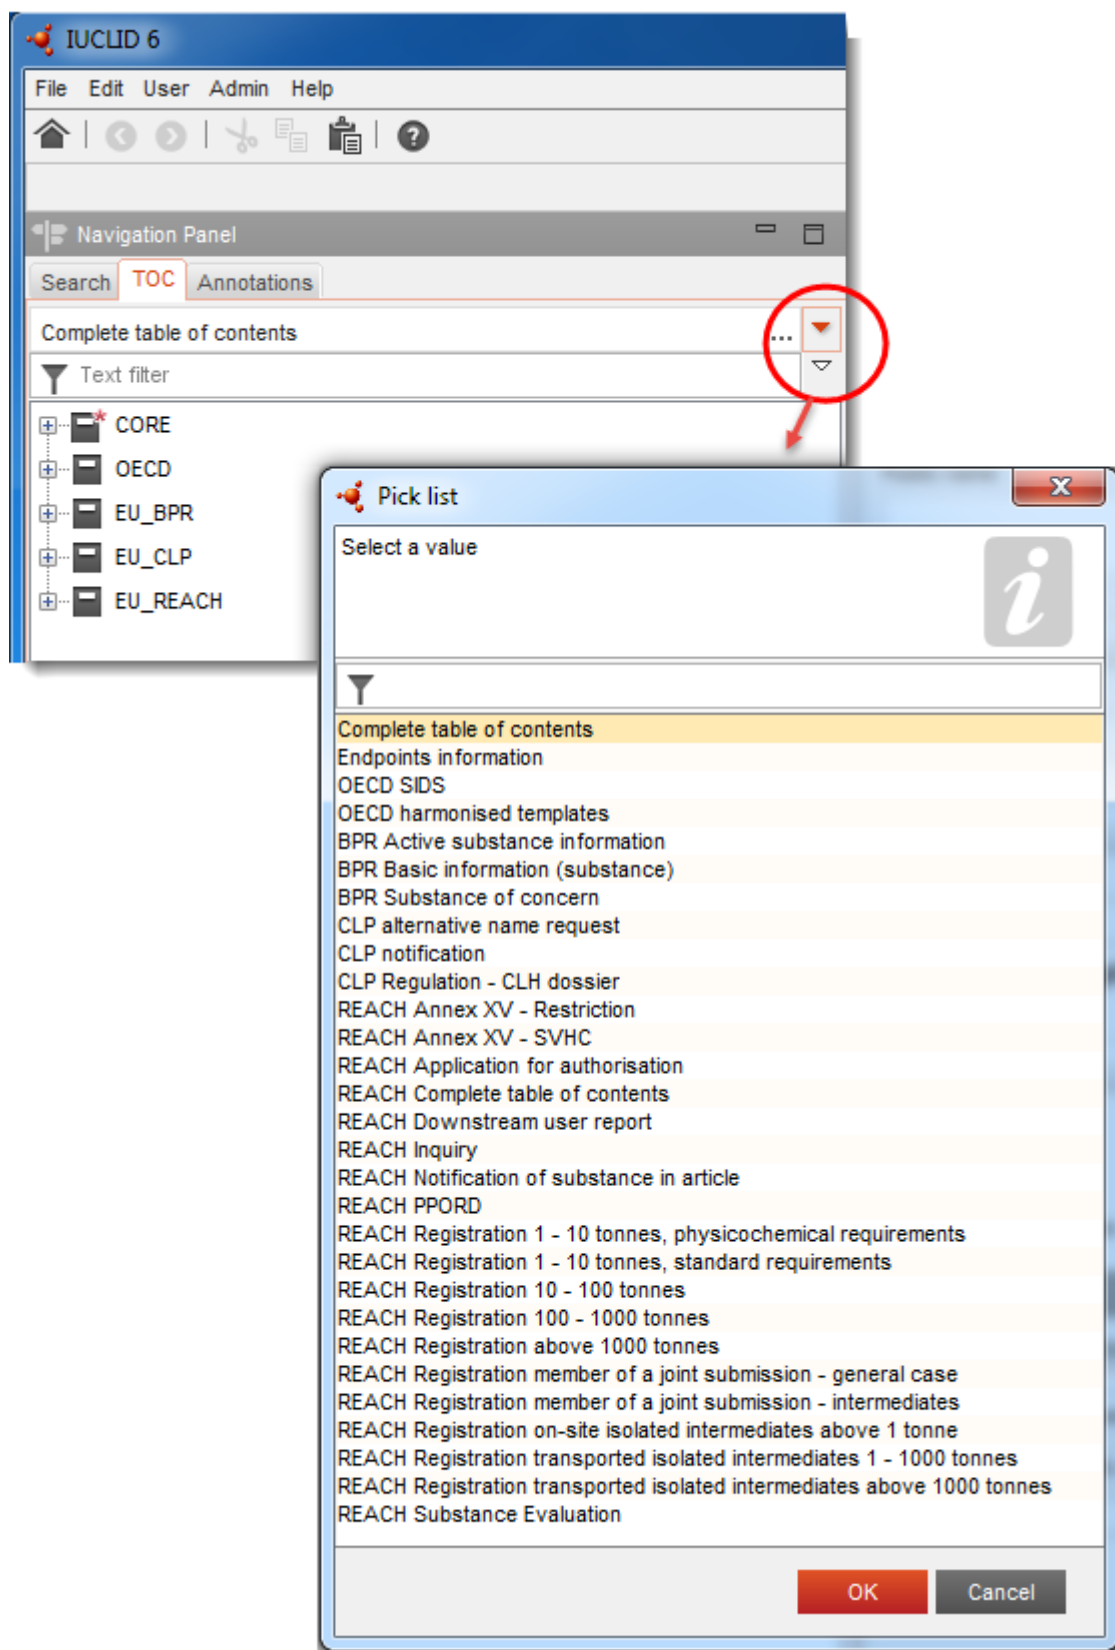 IUCLID 6
File Edit User Admin Help
Navigation Panel
Search TOC Annotations
Complete table of contents ...
Text filter
CORE
OECD
EU_BPR
EU_CLP
EU_REACH
Pick list
Select a value
Complete table of contents
Endpoints information
OECD SIDS
OECD harmonised templates
BPR Active substance information
BPR Basic information (substance)
BPR Substance of concern
CLP alternative name request
CLP notification
CLP Regulation - CLH dossier
REACH Annex XV - Restriction
REACH Annex XV - SVHC
REACH Application for authorisation
REACH Complete table of contents
REACH Downstream user report
REACH Inquiry
REACH Notification of substance in article
REACH PPORD
REACH Registration 1 - 10 tonnes, physicochemical requirements
REACH Registration 1 - 10 tonnes, standard requirements
REACH Registration 10 - 100 tonnes
REACH Registration 100 - 1000 tonnes
REACH Registration above 1000 tonnes
REACH Registration member of a joint submission - general case
REACH Registration member of a joint submission - intermediates
REACH Registration on-site isolated intermediates above 1 tonne
REACH Registration transported isolated intermediates 1 - 1000 tonnes
REACH Registration transported isolated intermediates above 1000 tonnes
REACH Substance Evaluation
OK Cancel